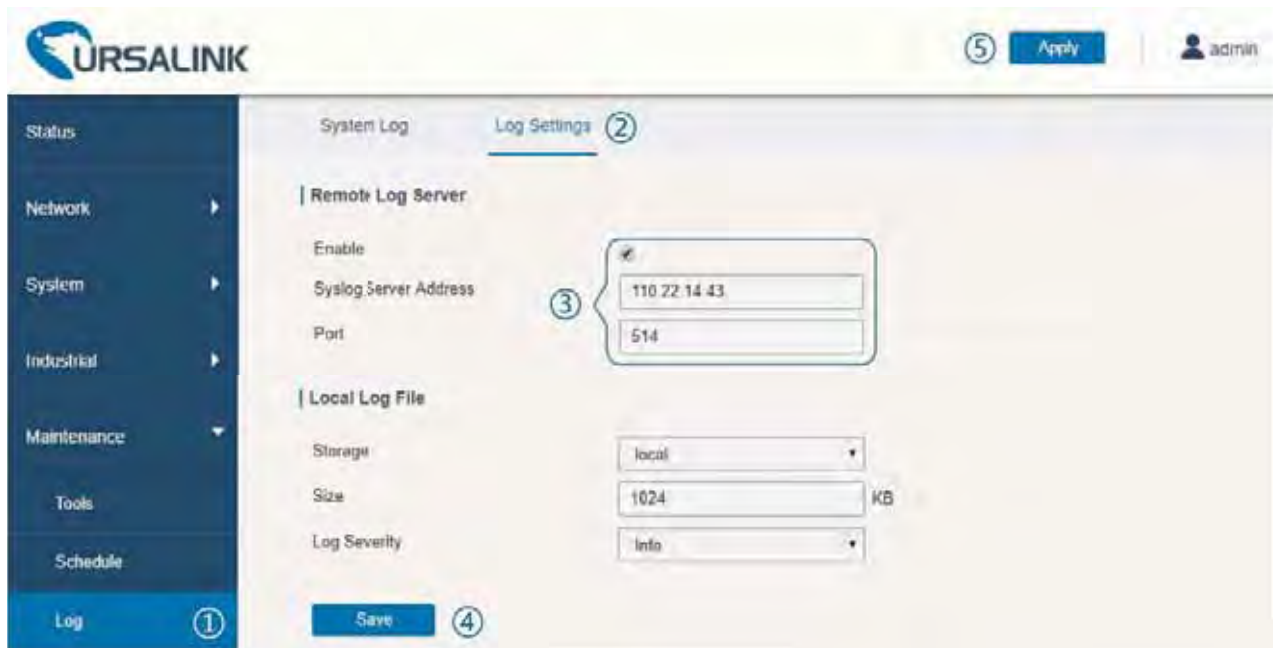 URSALINK
⑤ Apply admin
Status
Network
System
Industrial
Maintenance
Tools
Schedule
Log ①
System Log Log Settings ②
Remote Log Server
Enable
Syslog Server Address 110.22.14.43
③
Port 514
Local Log File
Storage local
Size 1024 KB
Log Severity Info
Save ④